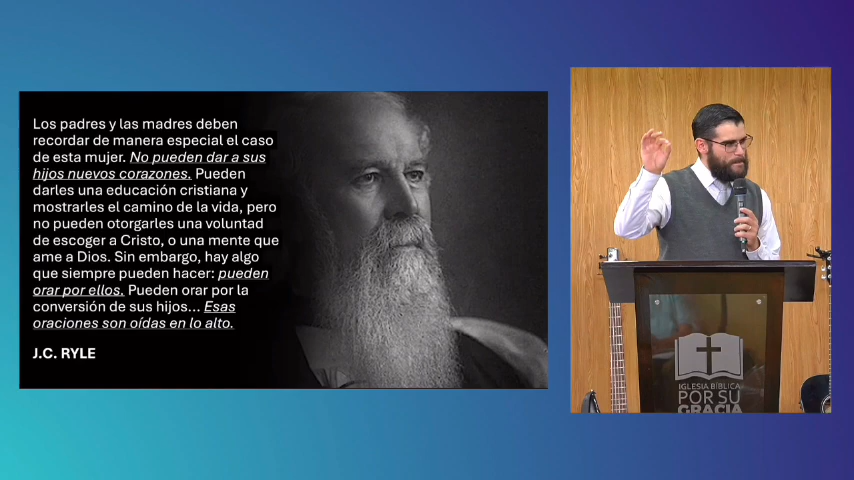 Los padres y las madres deben
recordar de manera especial el caso
de esta mujer. No pueden dar a sus
hijos nuevos corazones. Pueden
darles una educación cristiana y
mostrarles el camino de la vida, pero
no pueden otorgarles una voluntad
de escoger a Cristo, o una mente que
ame a Dios. Sin embargo, hay algo
que siempre pueden hacer: pueden
orar por ellos. Pueden orar por la
conversión de sus hijos... Esas
oraciones son oídas en lo alto.
J.C. RYLE
IGLESIA BÍBLICA
POR SU
GRACIA